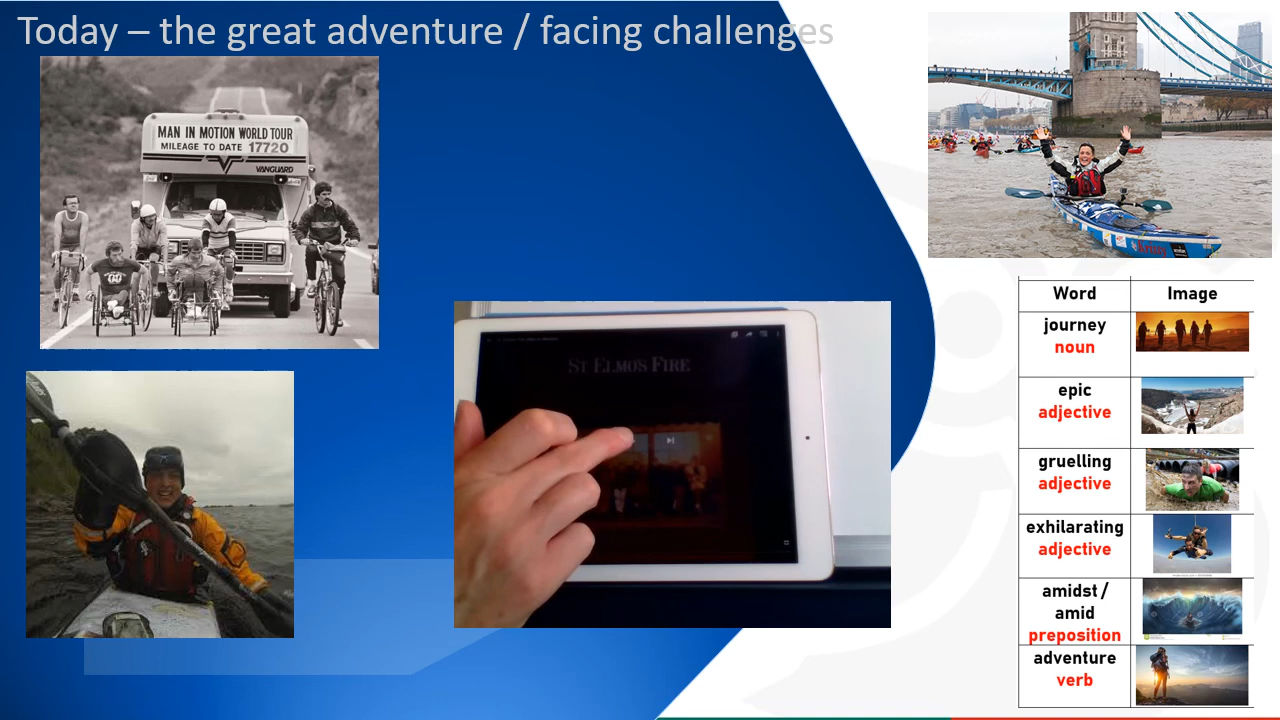 Today – the great adventure / facing challenges
MAN IN MOTION WORLD TOUR
MILEAGE TO DATE 17720
VANGUARD
ST ELMO'S FIRE
Word Image
journey
noun
epic
adjective
gruelling
adjective
exhilarating
adjective
amidst /
amid
preposition
adventure
verb